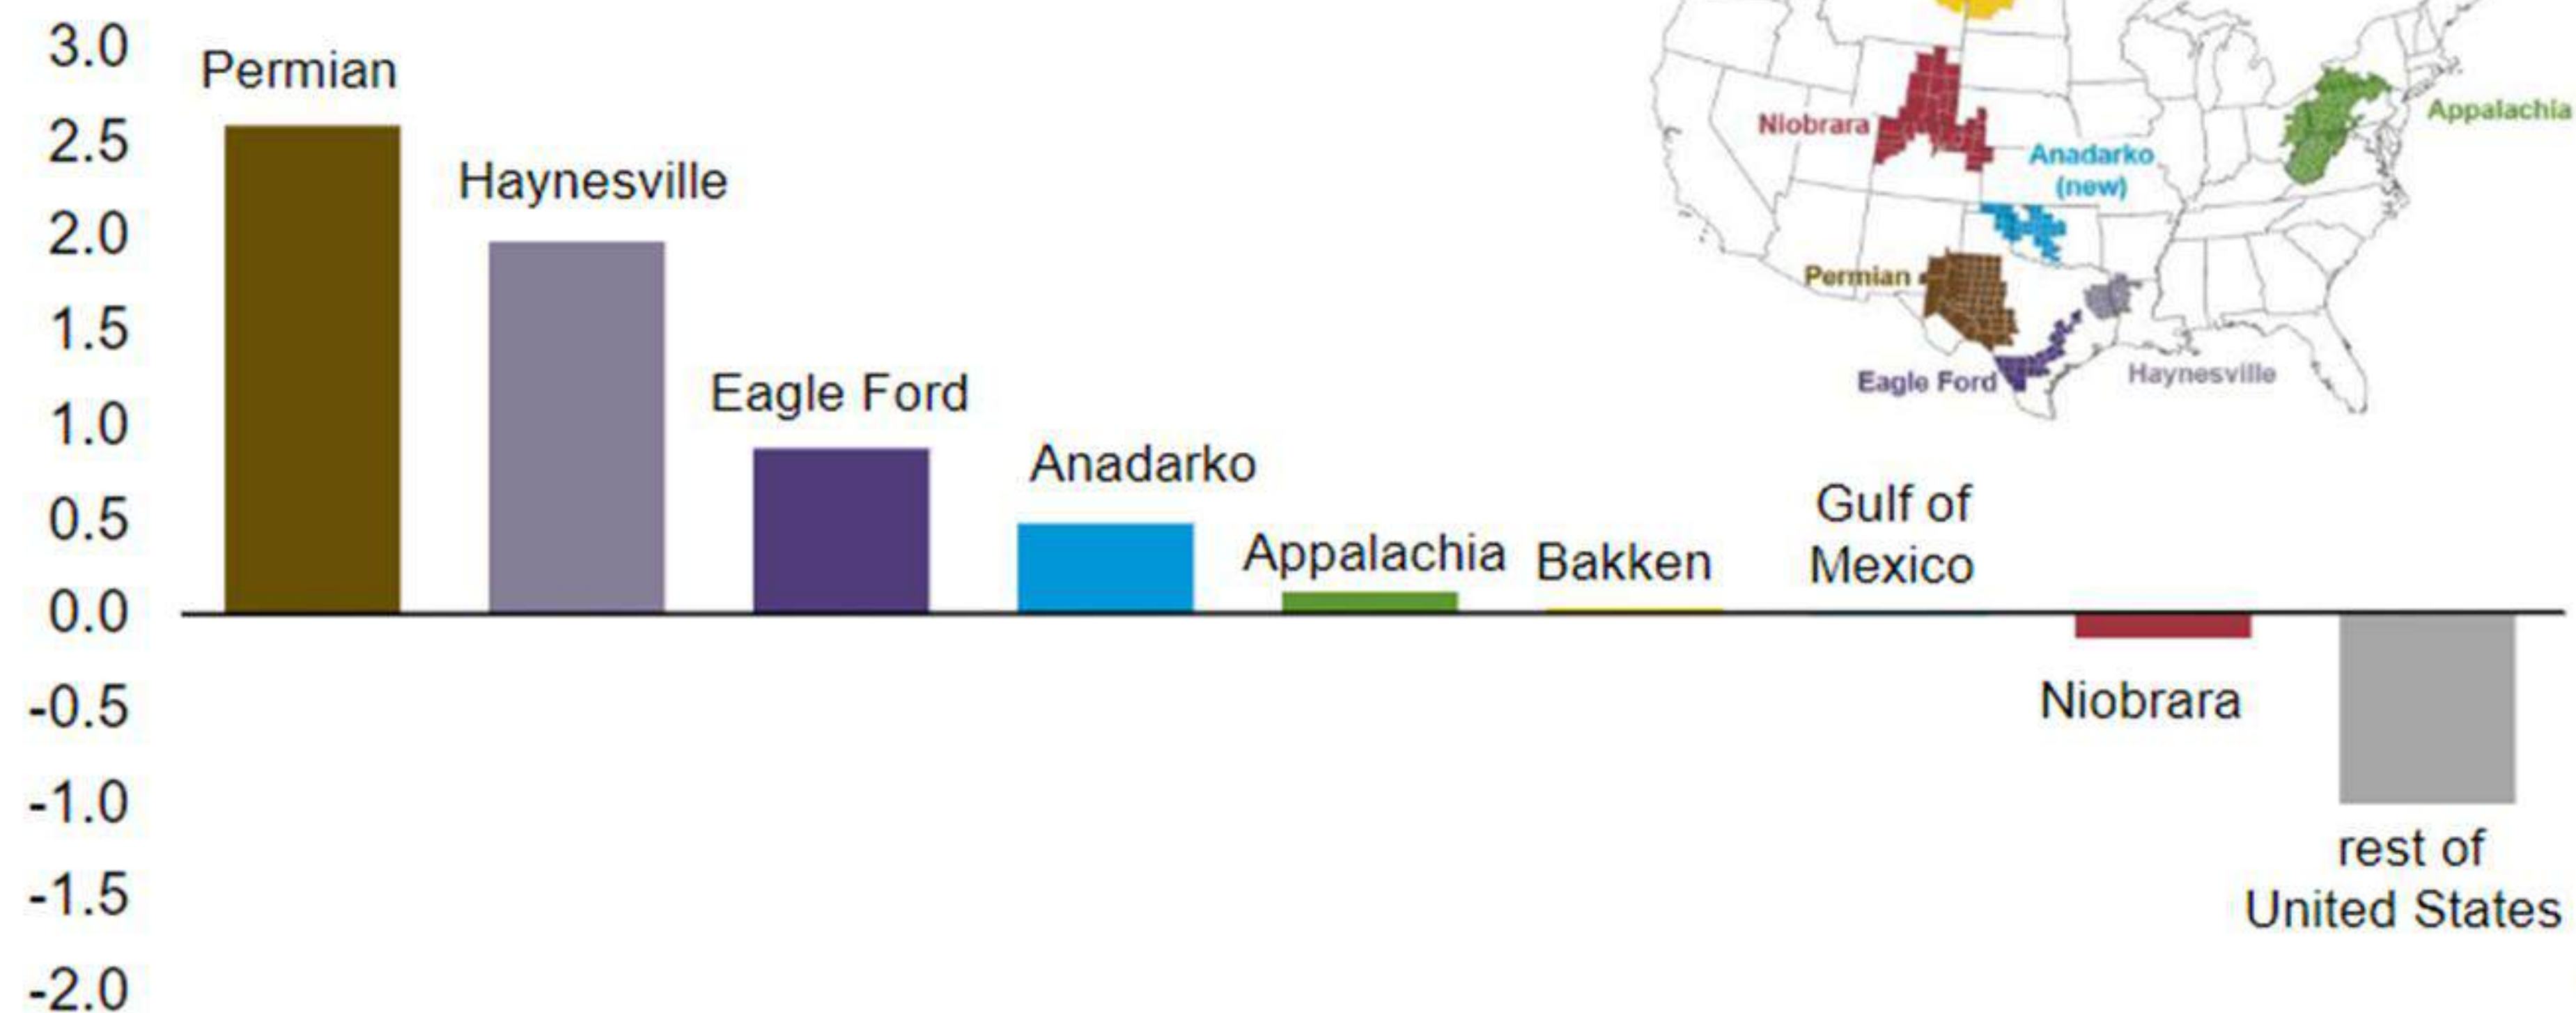 3.0
2.5
2.0
1.5
1.0
0.5
0.0
-0.5
-1.0
-1.5
-2.0
Permian
Haynesville
Eagle Ford
Anadarko
Appalachia
Bakken
Gulf of
Mexico
Niobrara
rest of
United States
Niobrara
Appalachia
Anadarko
(new)
Permian
Eagle Ford
Haynesville